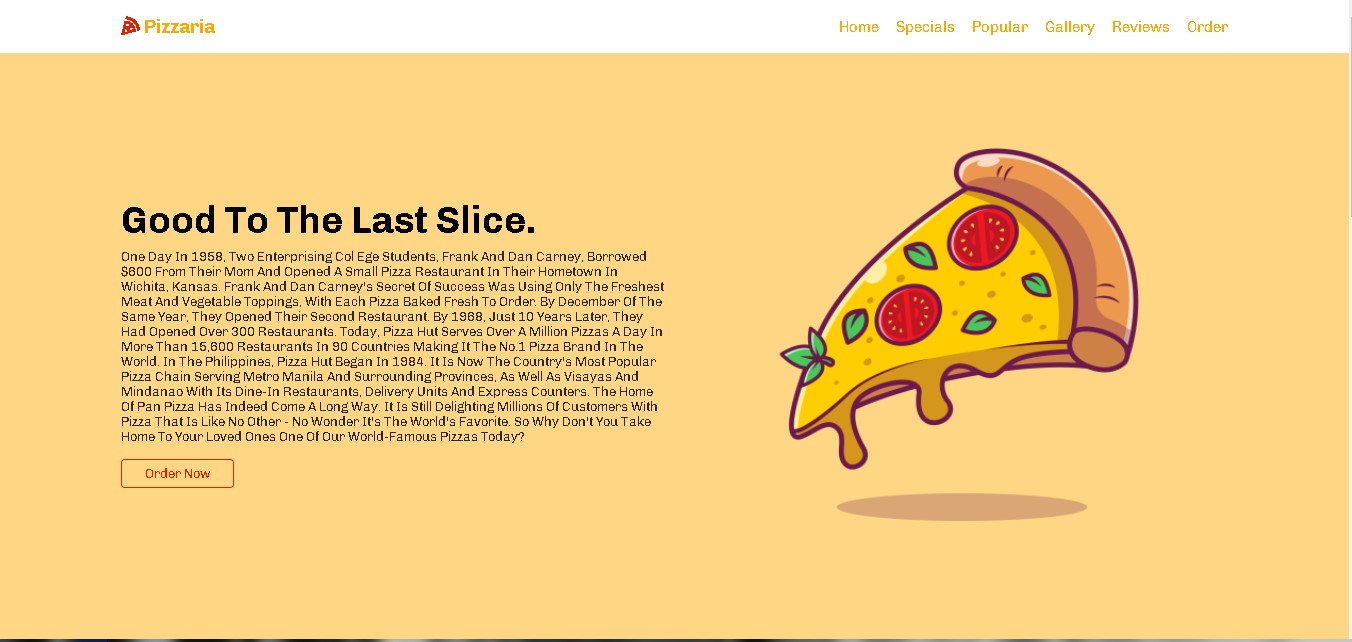 Pizzaria
Home Specials Popular Gallery Reviews Order
Good To The Last Slice.
One Day In 1958, Two Enterprising Col Ege Students, Frank And Dan Carney, Borrowed
$600 From Their Mom And Opened A Small Pizza Restaurant In Their Hometown In
Wichita, Kansas. Frank And Dan Carney's Secret Of Success Was Using Only The Freshest
Meat And Vegetable Toppings, With Each Pizza Baked Fresh To Order. By December Of The
Same Year, They Opened Their Second Restaurant. By 1968, Just 10 Years Later, They
Had Opened Over 300 Restaurants. Today, Pizza Hut Serves Over A Million Pizzas A Day In
More Than 15,600 Restaurants In 90 Countries Making It The No.1 Pizza Brand In The
World. In The Philippines, Pizza Hut Began In 1984. It Is Now The Country's Most Popular
Pizza Chain Serving Metro Manila And Surrounding Provinces, As Well As Visayas And
Mindanao With Its Dine-In Restaurants, Delivery Units And Express Counters. The Home
Of Pan Pizza Has Indeed Come A Long Way. It Is Still Delighting Millions Of Customers With
Pizza That Is Like No Other - No Wonder It's The World's Favorite. So Why Don't You Take
Home To Your Loved Ones One Of Our World-Famous Pizzas Today?
Order Now